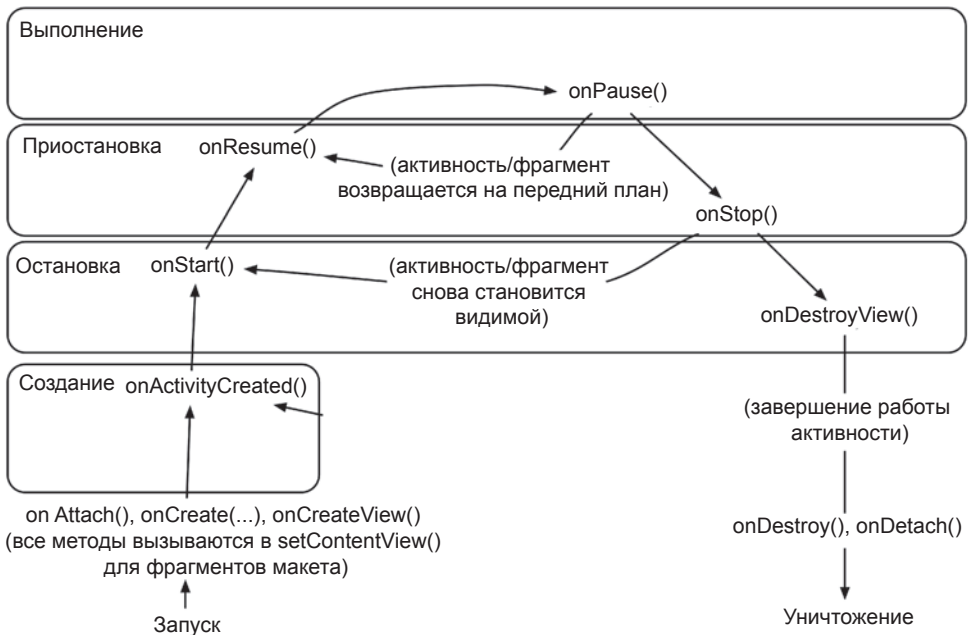 Выполнение
onPause()
Приостановка
onResume()
(активность/фрагмент
возвращается на передний план)
onStop()
Остановка
onStart()
(активность/фрагмент
снова становится
видимой)
onDestroyView()
Создание
onActivityCreated()
(завершение работы
активности)
on Attach(), onCreate(...), onCreateView()
(все методы вызываются в setContentView()
для фрагментов макета)
onDestroy(), onDetach()
Запуск
Уничтожение